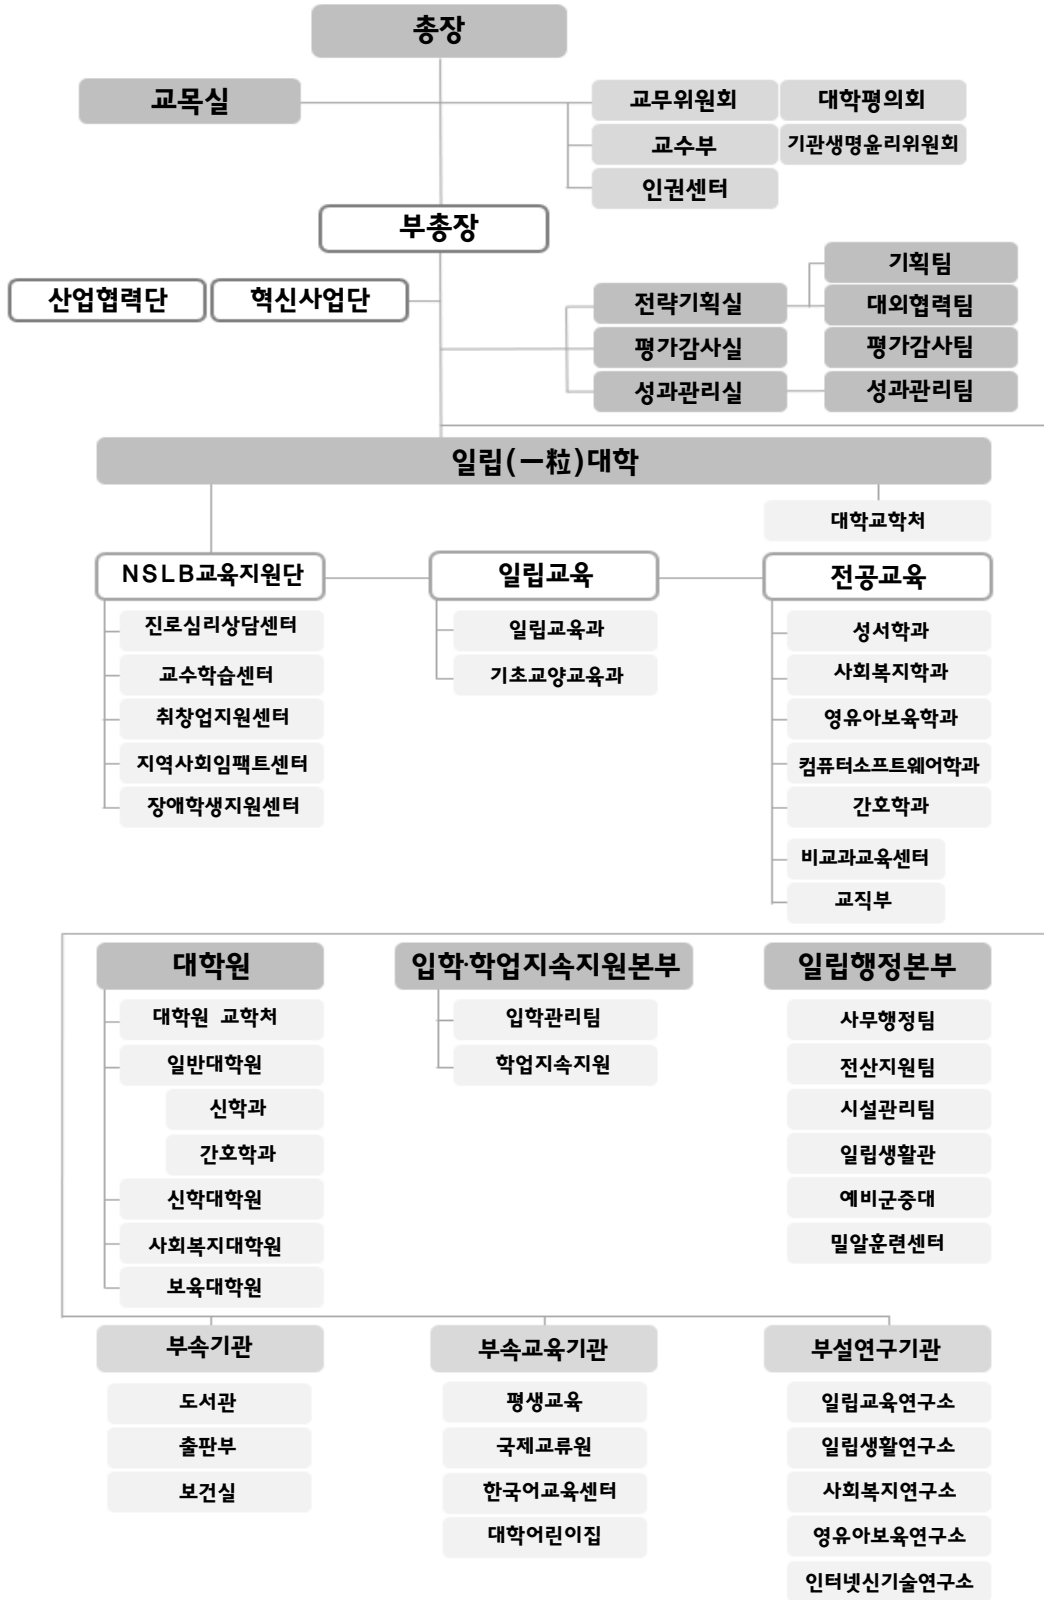 총장
교목실
교무위원회 대학평의회
교수부 기관생명윤리위원회
인권센터
부총장
산업협력단 혁신사업단
기획팀
전략기획실 대외협력팀
평가감사실 평가감사팀
성과관리실 성과관리팀
일립(一粒)대학
대학교학처
NSLB교육지원단 일립교육 전공교육
진로심리상담센터 일립교육과 성서학과
교수학습센터 기초교양교육과 사회복지학과
취창업지원센터 영유아보육학과
지역사회임팩트센터 컴퓨터소프트웨어학과
장애학생지원센터 간호학과
비교과교육센터
교직부
대학원 입학·학업지속지원본부 일립행정본부
대학원 교학처 입학관리팀 사무행정팀
일반대학원 학업지속지원 전산지원팀
신학과 시설관리팀
간호학과 일립생활관
신학대학원 예비군중대
사회복지대학원 밀알훈련센터
보육대학원
부속기관 부속교육기관 부설연구기관
도서관 평생교육 일립교육연구소
출판부 국제교류원 일립생활연구소
보건실 한국어교육센터 사회복지연구소
대학어린이집 영유아보육연구소
인터넷신기술연구소